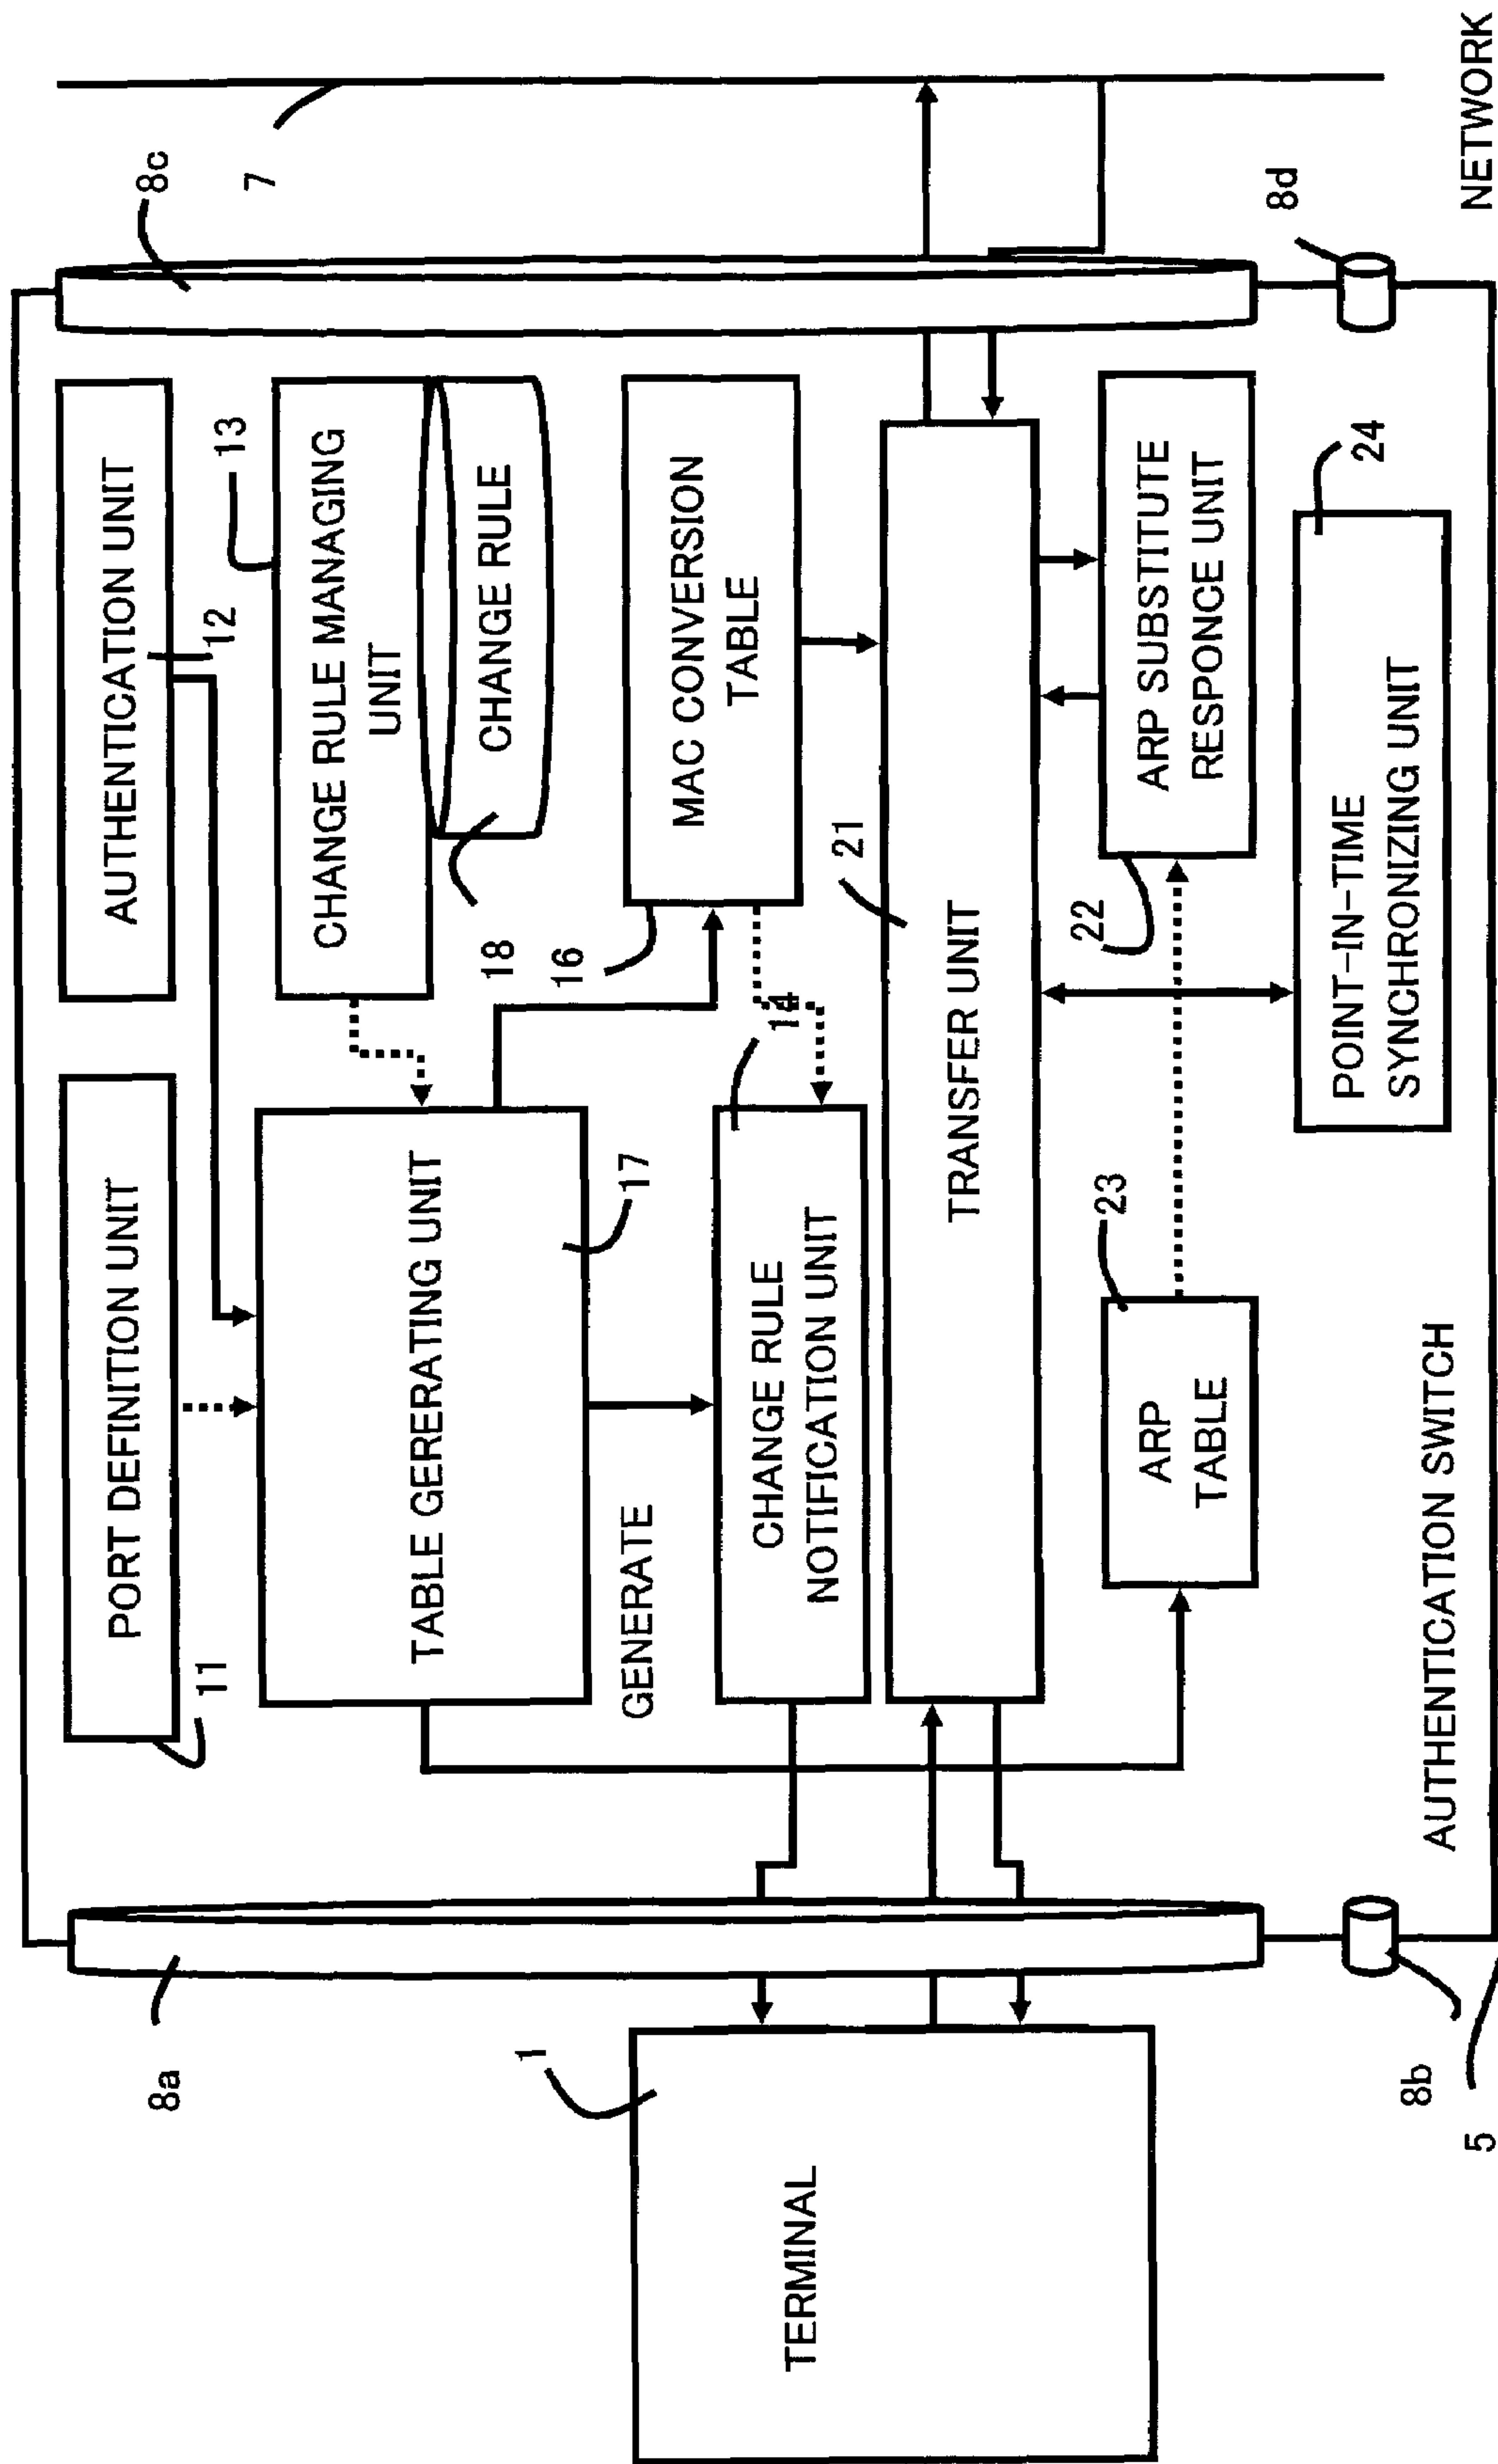 8a
8c
7
PORT DEFINITION UNIT
11
AUTHENTICATION UNIT
12
13
TABLE GERERATING UNIT
17
CHANGE RULE MANAGING
UNIT
CHANGE RULE
18
1
TERMINAL
GENERATE
16
MAC CONVERSION
TABLE
14
CHANGE RULE
NOTIFICATION UNIT
21
TRANSFER UNIT
23
ARP
TABLE
22
ARP SUBSTITUTE
RESPONCE UNIT
24
POINT-IN-TIME
SYNCHRONIZING UNIT
8b
8d
5
AUTHENTICATION SWITCH
NETWORK